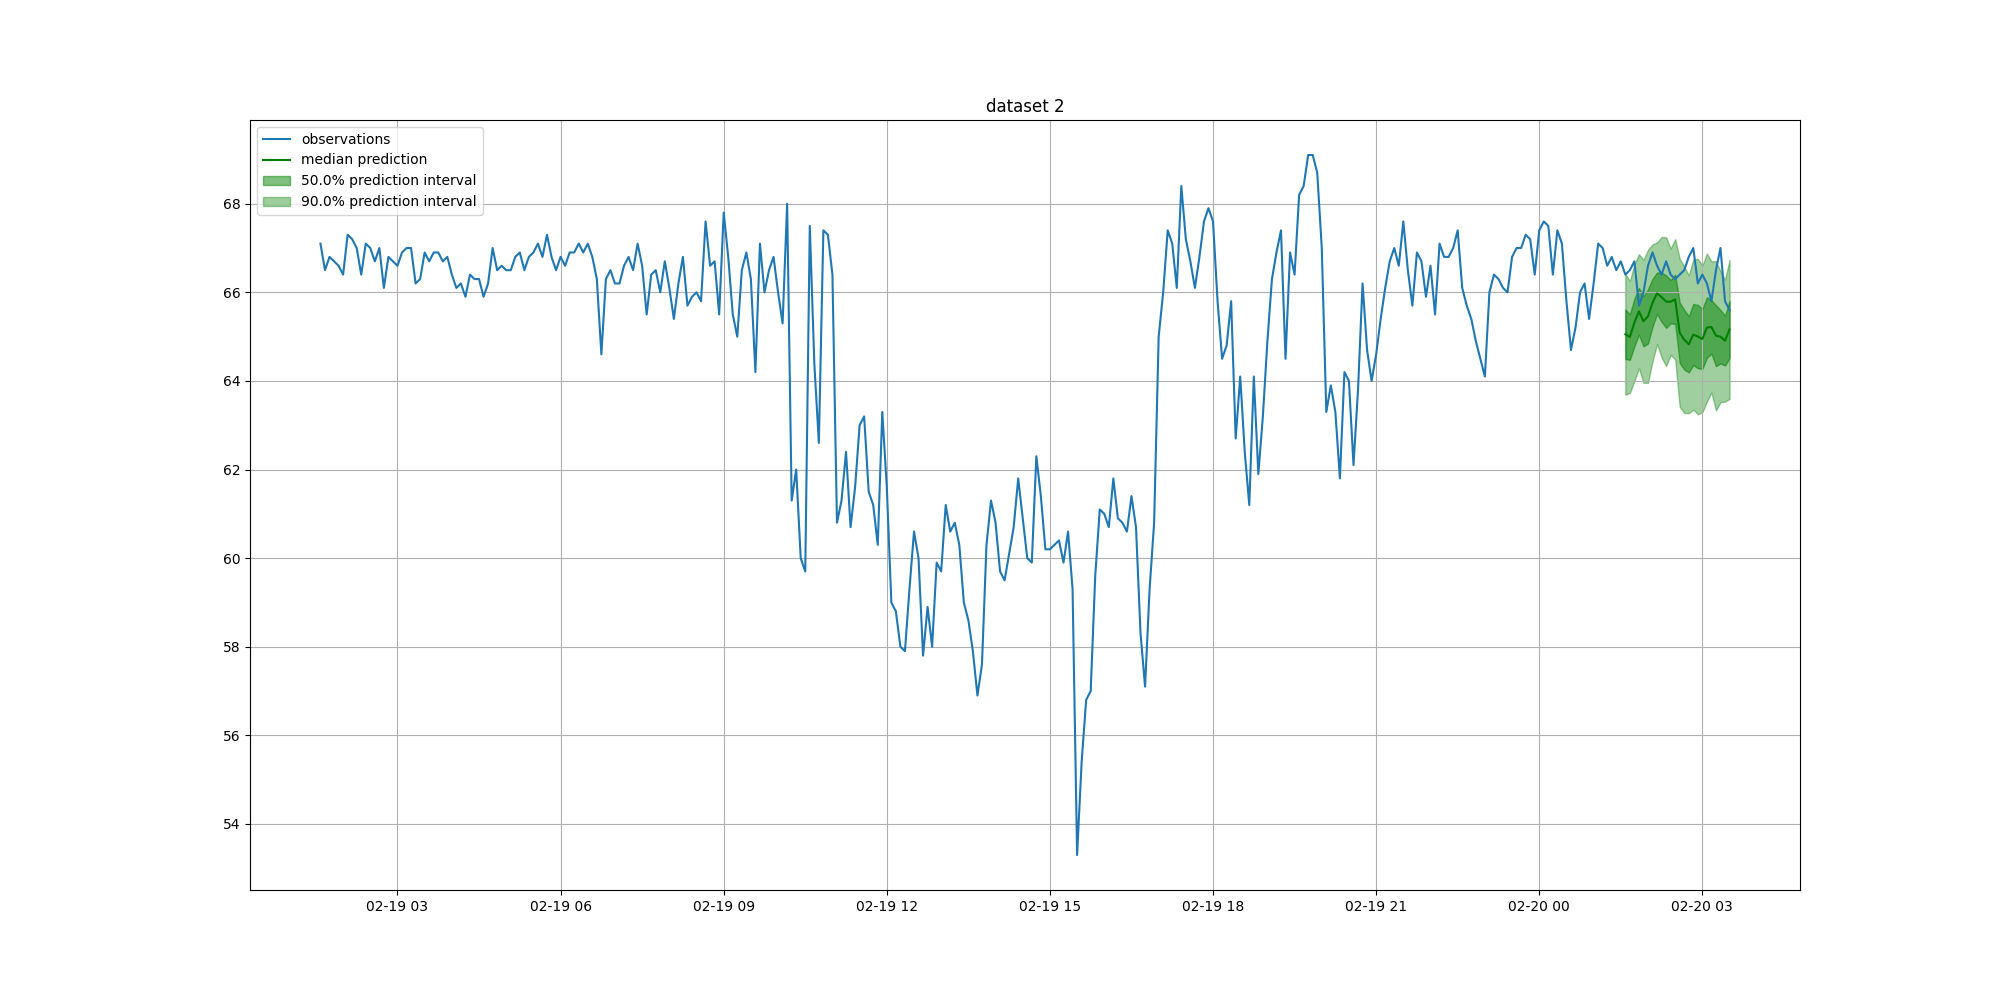 dataset 2
observations
median prediction
50.0% prediction interval
90.0% prediction interval
68
66
64
62
60
58
56
54
02-19 03 02-19 06 02-19 09 02-19 12 02-19 15 02-19 18 02-19 21 02-20 00 02-20 03